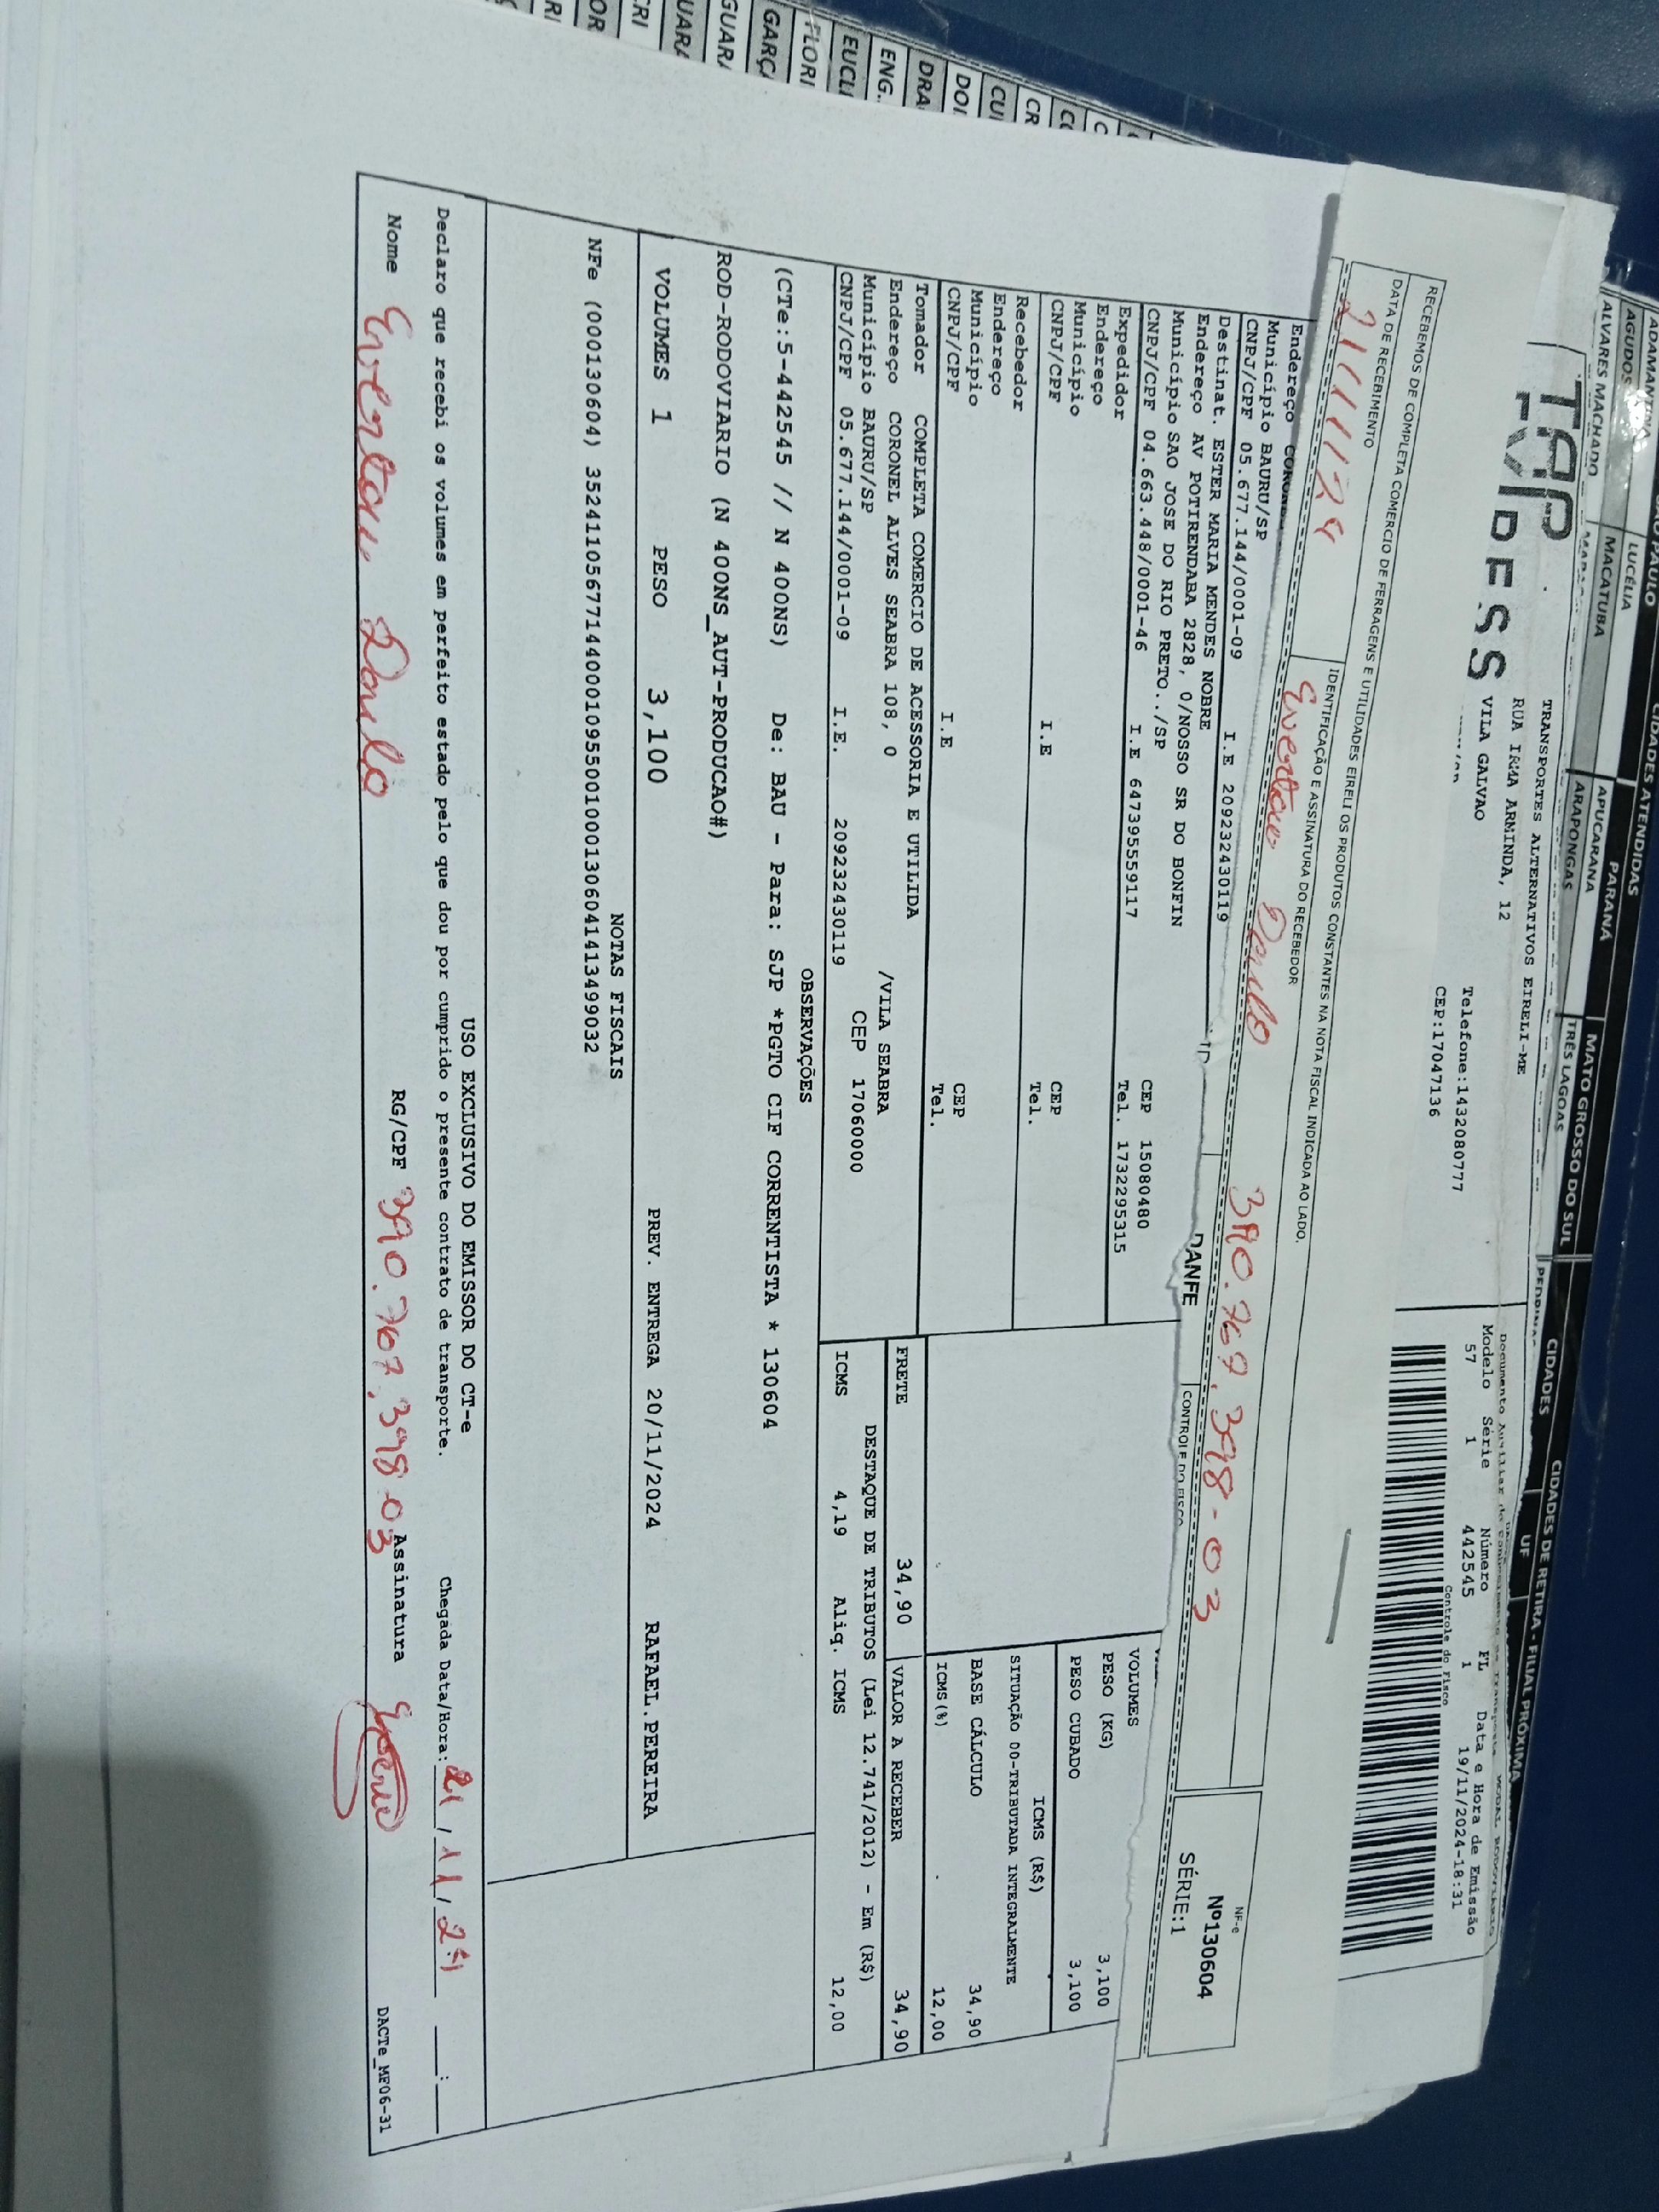 CIDADES ATENDIDAS
PARANÁ
MATO GROSSO DO SUL
CIDADES
CIDADES DE RETIRA - FILIAL PRÓXIMA
UF
LUCÉLIA
AGUDOS
MACATUBA
APUCARANA
TRÊS LAGOAS
ALVARES MACHADO
ARAPONGAS
TRANSPORTES ALTERNATIVOS EIRELI-ME
RUA IRMA ARMINDA, 12
VILA GALVAO
Telefone:1432080777
CEP:17047136
Modelo Série Número FL Data e Hora de Emissão
57 1 442545 1 19/11/2024-18:31
Controle do Fisco
RECEBEMOS DE COMPLETA COMERCIO DE FERRAGENS E UTILIDADES EIRELI OS PRODUTOS CONSTANTES NA NOTA FISCAL INDICADA AO LADO.
DATA DE RECEBIMENTO
IDENTIFICAÇÃO E ASSINATURA DO RECEBEDOR
21/11/24
390.767.398-03
NF-e
Nº130604
SÉRIE:1
DANFE
CONTROLE DO FISCO
Endereço
Município BAURU/SP
CNPJ/CPF 05.677.144/0001-09 I.E 209232430119
Destinat. ESTER MARIA MENDES NOBRE
Endereço AV POTIRENDABA 2828, 0/NOSSO SR DO BONFIN
Município SAO JOSE DO RIO PRETO../SP CEP 15080480
CNPJ/CPF 04.663.448/0001-46 I.E 647395559117 Tel. 1732295315
Expedidor
Endereço
Município CEP
CNPJ/CPF I.E Tel.
Recebedor
Endereço
Município CEP
CNPJ/CPF I.E Tel.
Tomador COMPLETA COMERCIO DE ACESSORIA E UTILIDA
Endereço CORONEL ALVES SEABRA 108, 0 /VILA SEABRA
Município BAURU/SP CEP 17060000
CNPJ/CPF 05.677.144/0001-09 I.E. 209232430119
VOLUMES
PESO (KG) 3,100
PESO CUBADO 3,100
ICMS (R$)
SITUAÇÃO 00-TRIBUTADA INTEGRALMENTE
BASE CÁLCULO 34,90
ICMS(%) 12,00
FRETE 34,90 VALOR A RECEBER 34,90
DESTAQUE DE TRIBUTOS (Lei 12.741/2012) - Em (R$)
ICMS 4,19 Aliq. ICMS 12,00
OBSERVAÇÕES
(CTe:5-442545 // N 400NS) De: BAU - Para: SJP *PGTO CIF CORRENTISTA * 130604
ROD-RODOVIARIO (N 400NS_AUT-PRODUCAO#)
VOLUMES 1 PESO 3,100 PREV. ENTREGA 20/11/2024 RAFAEL.PEREIRA
NOTAS FISCAIS
NFe (000130604) 35241105677144000109550010001306041413499032
USO EXCLUSIVO DO EMISSOR DO CT-e
Declaro que recebi os volumes em perfeito estado pelo que dou por cumprido o presente contrato de transporte. Chegada Data/Hora: 21/11/24 __:__
Nome RG/CPF 390.767.398 03 Assinatura
DACTe_MF06-31